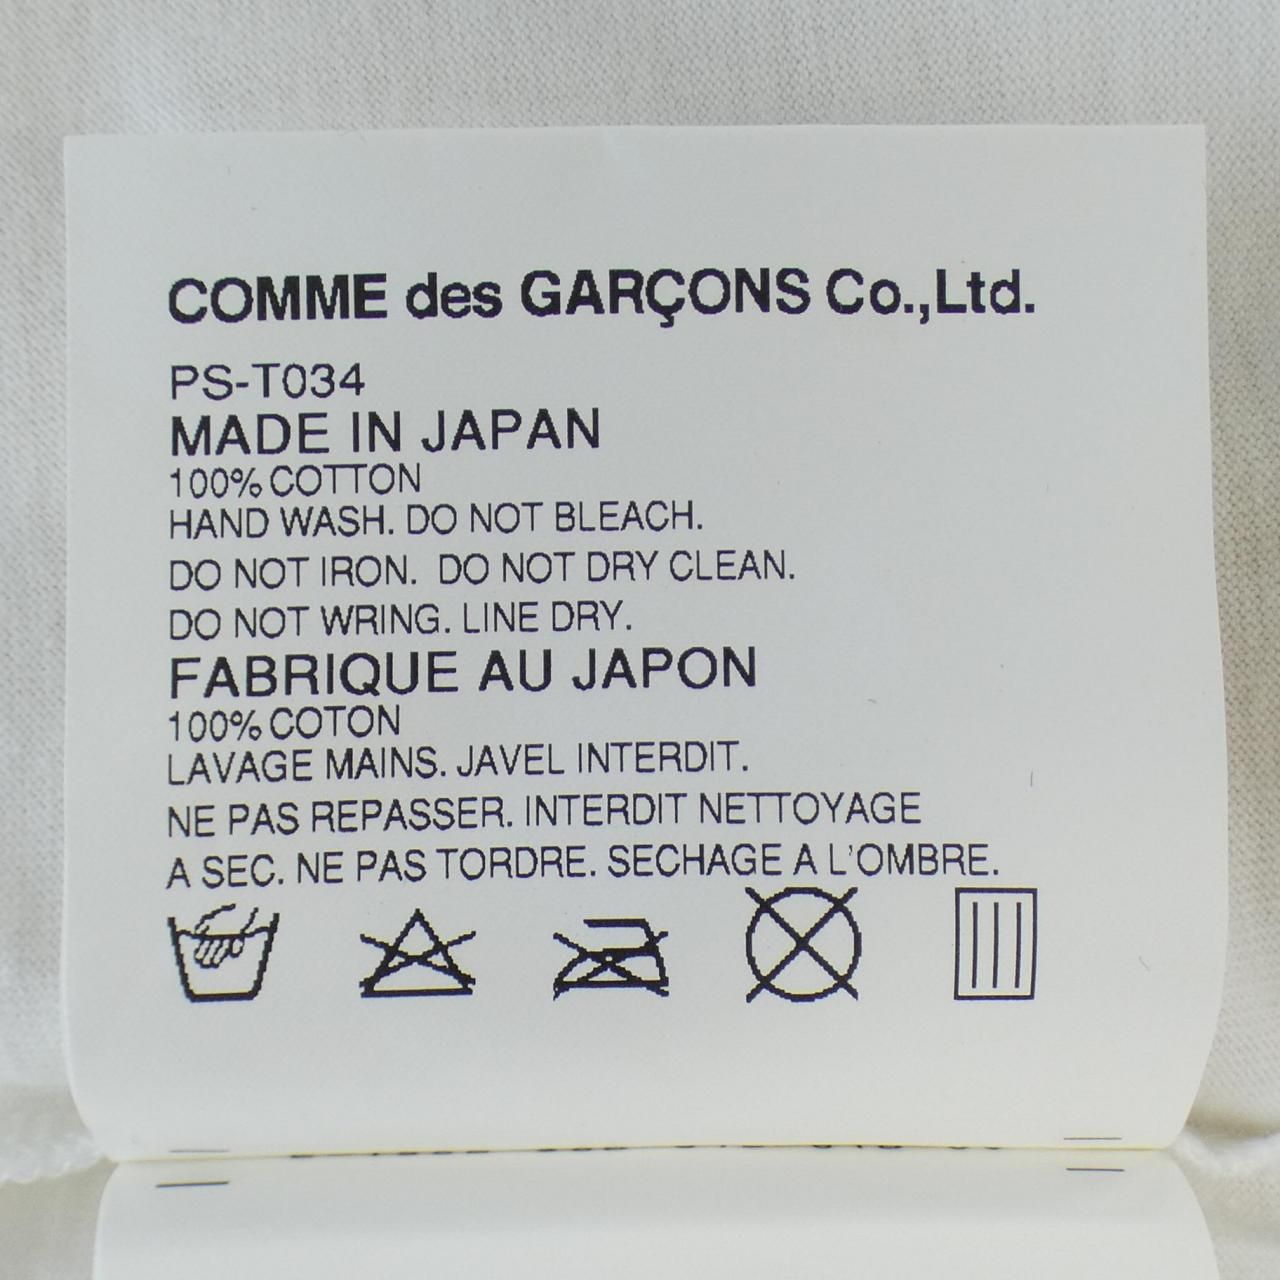 COMME des GARÇONS Co.,Ltd.
PS-T034
MADE IN JAPAN
100% COTTON
HAND WASH. DO NOT BLEACH.
DO NOT IRON. DO NOT DRY CLEAN.
DO NOT WRING. LINE DRY.
FABRIQUE AU JAPON
100% COTON
LAVAGE MAINS. JAVEL INTERDIT.
NE PAS REPASSER. INTERDIT NETTOYAGE
A SEC. NE PAS TORDRE. SECHAGE A L'OMBRE.